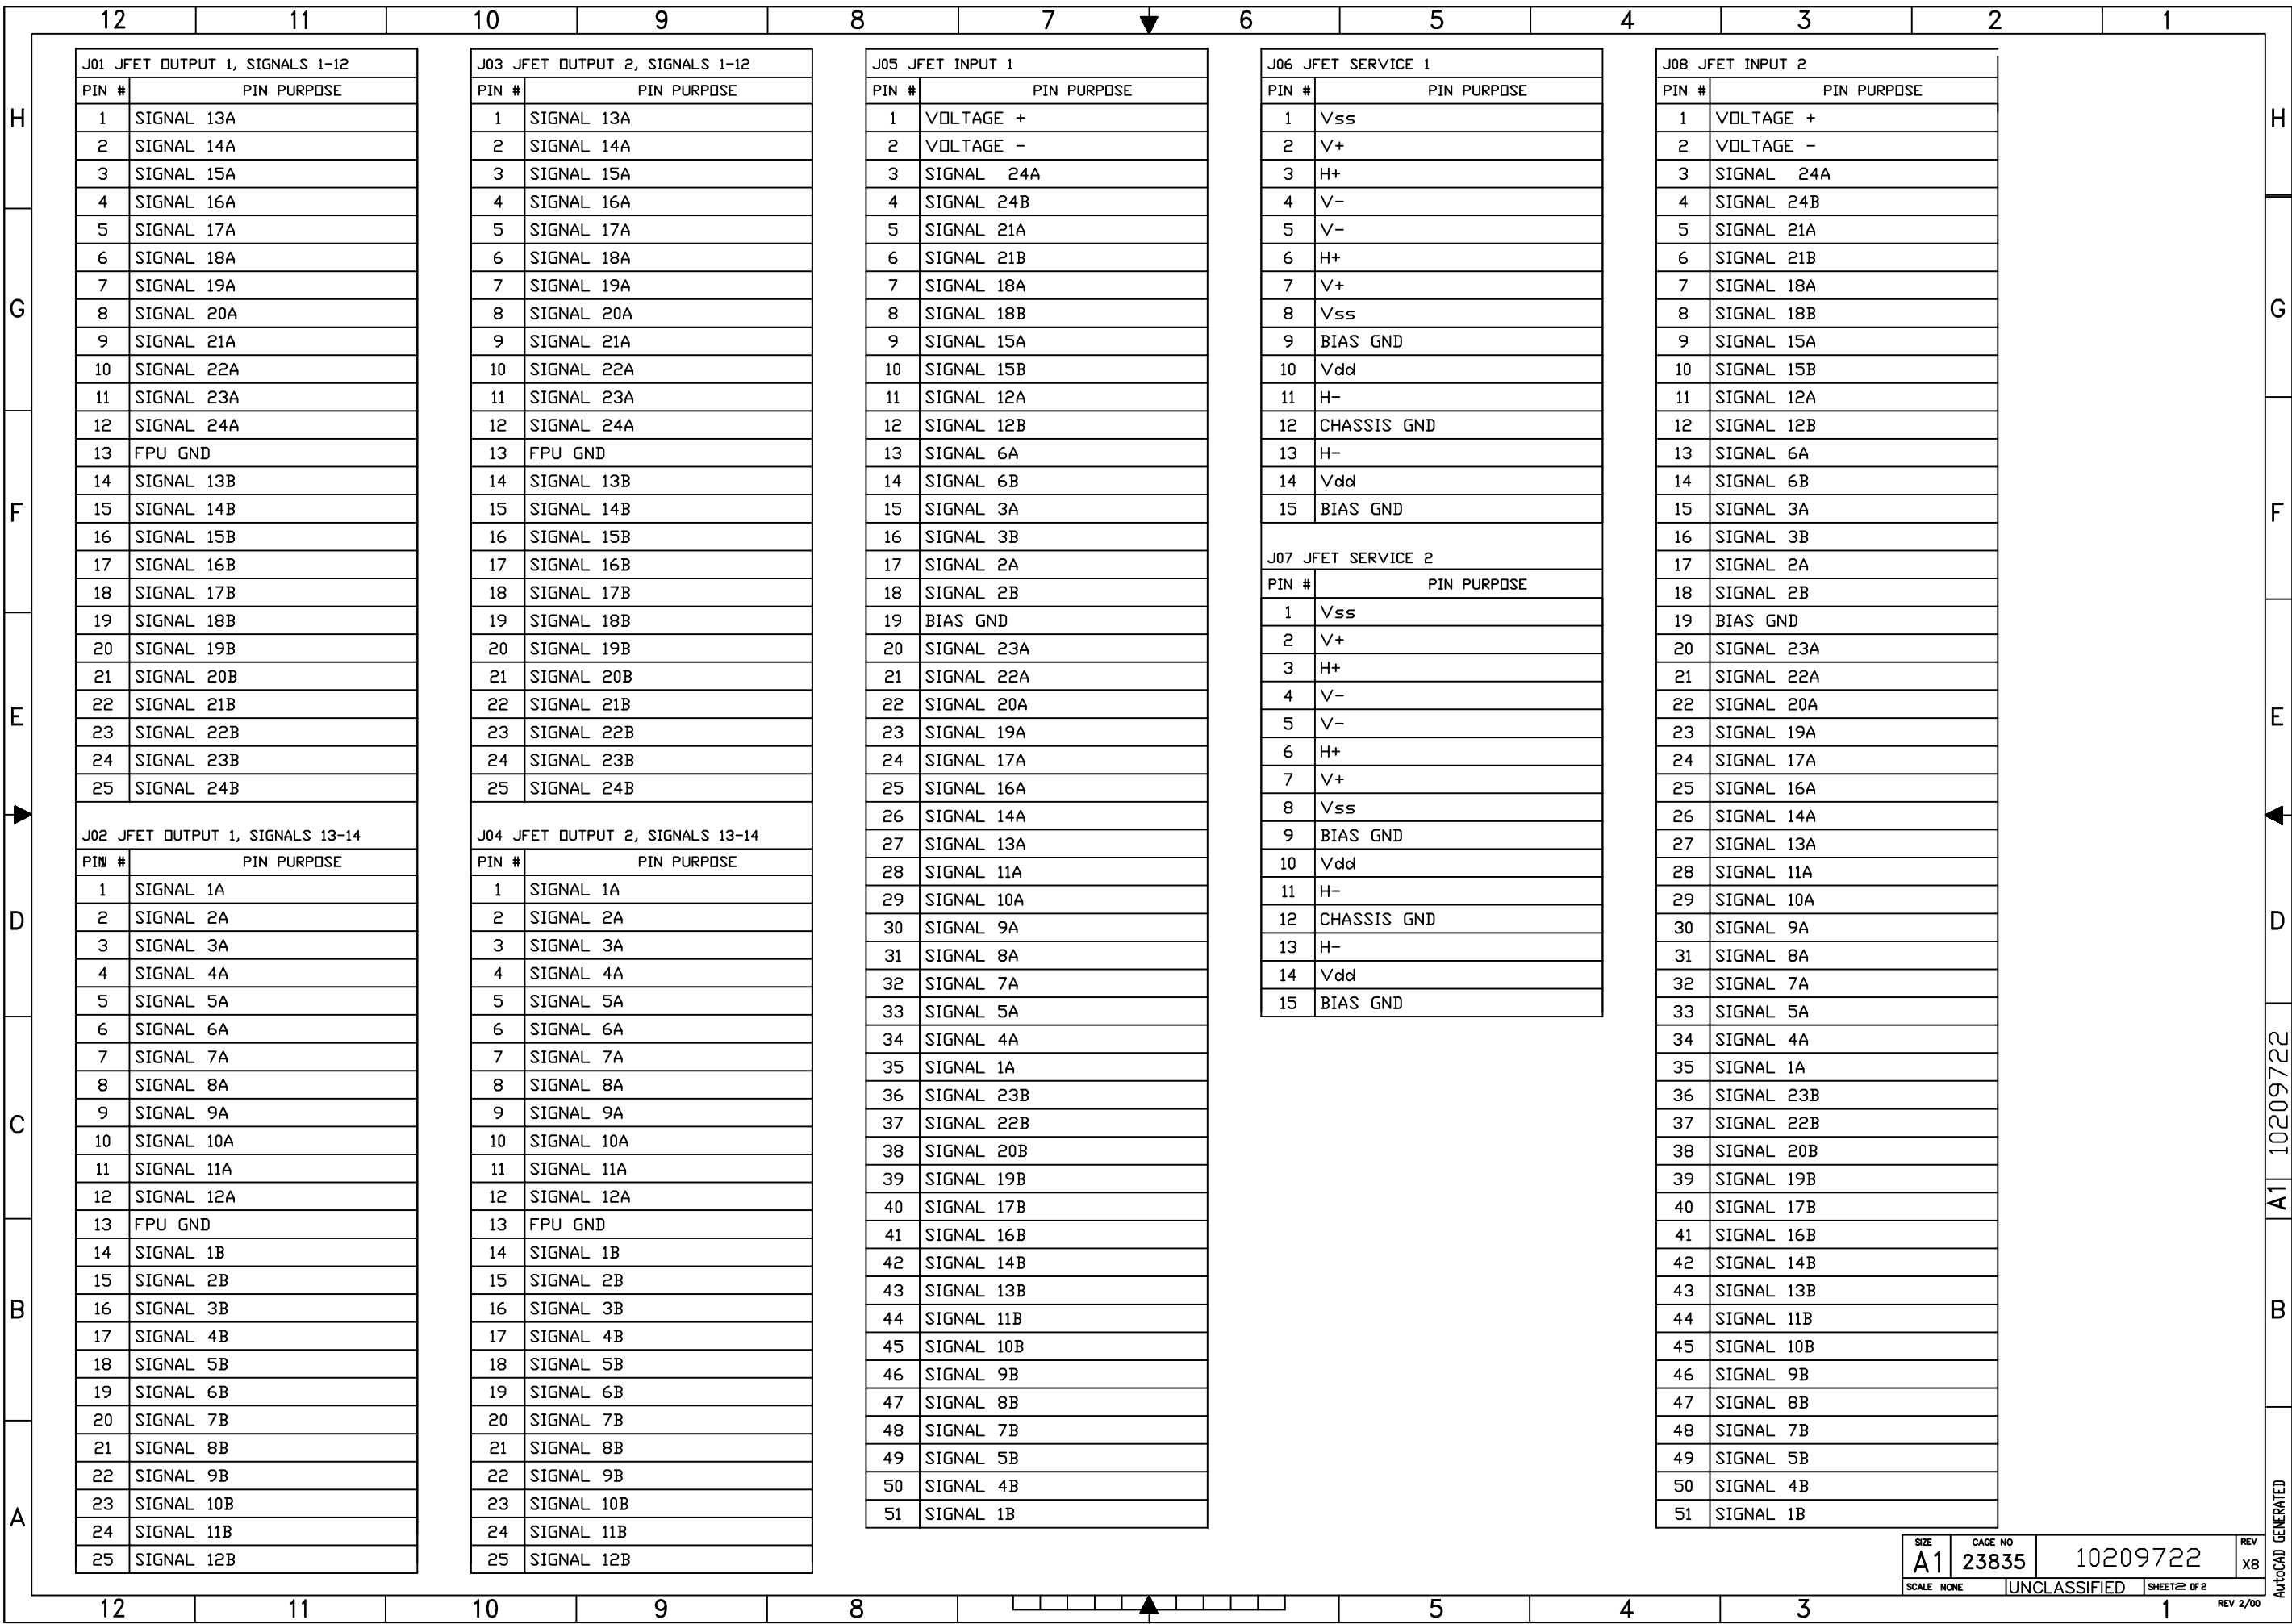 12 11 10 9 8 7 6 5 4 3 2 1
J01 JFET OUTPUT 1, SIGNALS 1-12
PIN # PIN PURPOSE
1 SIGNAL 13A
2 SIGNAL 14A
3 SIGNAL 15A
4 SIGNAL 16A
5 SIGNAL 17A
6 SIGNAL 18A
7 SIGNAL 19A
8 SIGNAL 20A
9 SIGNAL 21A
10 SIGNAL 22A
11 SIGNAL 23A
12 SIGNAL 24A
13 FPU GND
14 SIGNAL 13B
15 SIGNAL 14B
16 SIGNAL 15B
17 SIGNAL 16B
18 SIGNAL 17B
19 SIGNAL 18B
20 SIGNAL 19B
21 SIGNAL 20B
22 SIGNAL 21B
23 SIGNAL 22B
24 SIGNAL 23B
25 SIGNAL 24B
J02 JFET OUTPUT 1, SIGNALS 13-14
PIN # PIN PURPOSE
1 SIGNAL 1A
2 SIGNAL 2A
3 SIGNAL 3A
4 SIGNAL 4A
5 SIGNAL 5A
6 SIGNAL 6A
7 SIGNAL 7A
8 SIGNAL 8A
9 SIGNAL 9A
10 SIGNAL 10A
11 SIGNAL 11A
12 SIGNAL 12A
13 FPU GND
14 SIGNAL 1B
15 SIGNAL 2B
16 SIGNAL 3B
17 SIGNAL 4B
18 SIGNAL 5B
19 SIGNAL 6B
20 SIGNAL 7B
21 SIGNAL 8B
22 SIGNAL 9B
23 SIGNAL 10B
24 SIGNAL 11B
25 SIGNAL 12B
J03 JFET OUTPUT 2, SIGNALS 1-12
PIN # PIN PURPOSE
1 SIGNAL 13A
2 SIGNAL 14A
3 SIGNAL 15A
4 SIGNAL 16A
5 SIGNAL 17A
6 SIGNAL 18A
7 SIGNAL 19A
8 SIGNAL 20A
9 SIGNAL 21A
10 SIGNAL 22A
11 SIGNAL 23A
12 SIGNAL 24A
13 FPU GND
14 SIGNAL 13B
15 SIGNAL 14B
16 SIGNAL 15B
17 SIGNAL 16B
18 SIGNAL 17B
19 SIGNAL 18B
20 SIGNAL 19B
21 SIGNAL 20B
22 SIGNAL 21B
23 SIGNAL 22B
24 SIGNAL 23B
25 SIGNAL 24B
J04 JFET OUTPUT 2, SIGNALS 13-14
PIN # PIN PURPOSE
1 SIGNAL 1A
2 SIGNAL 2A
3 SIGNAL 3A
4 SIGNAL 4A
5 SIGNAL 5A
6 SIGNAL 6A
7 SIGNAL 7A
8 SIGNAL 8A
9 SIGNAL 9A
10 SIGNAL 10A
11 SIGNAL 11A
12 SIGNAL 12A
13 FPU GND
14 SIGNAL 1B
15 SIGNAL 2B
16 SIGNAL 3B
17 SIGNAL 4B
18 SIGNAL 5B
19 SIGNAL 6B
20 SIGNAL 7B
21 SIGNAL 8B
22 SIGNAL 9B
23 SIGNAL 10B
24 SIGNAL 11B
25 SIGNAL 12B
J05 JFET INPUT 1
PIN # PIN PURPOSE
1 VOLTAGE +
2 VOLTAGE -
3 SIGNAL 24A
4 SIGNAL 24B
5 SIGNAL 21A
6 SIGNAL 21B
7 SIGNAL 18A
8 SIGNAL 18B
9 SIGNAL 15A
10 SIGNAL 15B
11 SIGNAL 12A
12 SIGNAL 12B
13 SIGNAL 6A
14 SIGNAL 6B
15 SIGNAL 3A
16 SIGNAL 3B
17 SIGNAL 2A
18 SIGNAL 2B
19 BIAS GND
20 SIGNAL 23A
21 SIGNAL 22A
22 SIGNAL 20A
23 SIGNAL 19A
24 SIGNAL 17A
25 SIGNAL 16A
26 SIGNAL 14A
27 SIGNAL 13A
28 SIGNAL 11A
29 SIGNAL 10A
30 SIGNAL 9A
31 SIGNAL 8A
32 SIGNAL 7A
33 SIGNAL 5A
34 SIGNAL 4A
35 SIGNAL 1A
36 SIGNAL 23B
37 SIGNAL 22B
38 SIGNAL 20B
39 SIGNAL 19B
40 SIGNAL 17B
41 SIGNAL 16B
42 SIGNAL 14B
43 SIGNAL 13B
44 SIGNAL 11B
45 SIGNAL 10B
46 SIGNAL 9B
47 SIGNAL 8B
48 SIGNAL 7B
49 SIGNAL 5B
50 SIGNAL 4B
51 SIGNAL 1B
J06 JFET SERVICE 1
PIN # PIN PURPOSE
1 Vss
2 V+
3 H+
4 V-
5 V-
6 H+
7 V+
8 Vss
9 BIAS GND
10 Vdd
11 H-
12 CHASSIS GND
13 H-
14 Vdd
15 BIAS GND
J07 JFET SERVICE 2
PIN # PIN PURPOSE
1 Vss
2 V+
3 H+
4 V-
5 V-
6 H+
7 V+
8 Vss
9 BIAS GND
10 Vdd
11 H-
12 CHASSIS GND
13 H-
14 Vdd
15 BIAS GND
J08 JFET INPUT 2
PIN # PIN PURPOSE
1 VOLTAGE +
2 VOLTAGE -
3 SIGNAL 24A
4 SIGNAL 24B
5 SIGNAL 21A
6 SIGNAL 21B
7 SIGNAL 18A
8 SIGNAL 18B
9 SIGNAL 15A
10 SIGNAL 15B
11 SIGNAL 12A
12 SIGNAL 12B
13 SIGNAL 6A
14 SIGNAL 6B
15 SIGNAL 3A
16 SIGNAL 3B
17 SIGNAL 2A
18 SIGNAL 2B
19 BIAS GND
20 SIGNAL 23A
21 SIGNAL 22A
22 SIGNAL 20A
23 SIGNAL 19A
24 SIGNAL 17A
25 SIGNAL 16A
26 SIGNAL 14A
27 SIGNAL 13A
28 SIGNAL 11A
29 SIGNAL 10A
30 SIGNAL 9A
31 SIGNAL 8A
32 SIGNAL 7A
33 SIGNAL 5A
34 SIGNAL 4A
35 SIGNAL 1A
36 SIGNAL 23B
37 SIGNAL 22B
38 SIGNAL 20B
39 SIGNAL 19B
40 SIGNAL 17B
41 SIGNAL 16B
42 SIGNAL 14B
43 SIGNAL 13B
44 SIGNAL 11B
45 SIGNAL 10B
46 SIGNAL 9B
47 SIGNAL 8B
48 SIGNAL 7B
49 SIGNAL 5B
50 SIGNAL 4B
51 SIGNAL 1B
H H
G G
F F
E E
D D
C
B B
A
A1 10209722
AutoCAD GENERATED
SIZE CAGE NO REV
A1 23835 10209722 X8
SCALE NONE UNCLASSIFIED SHEET2 OF 2
12 11 10 9 8 5 4 3 1
REV 2/00